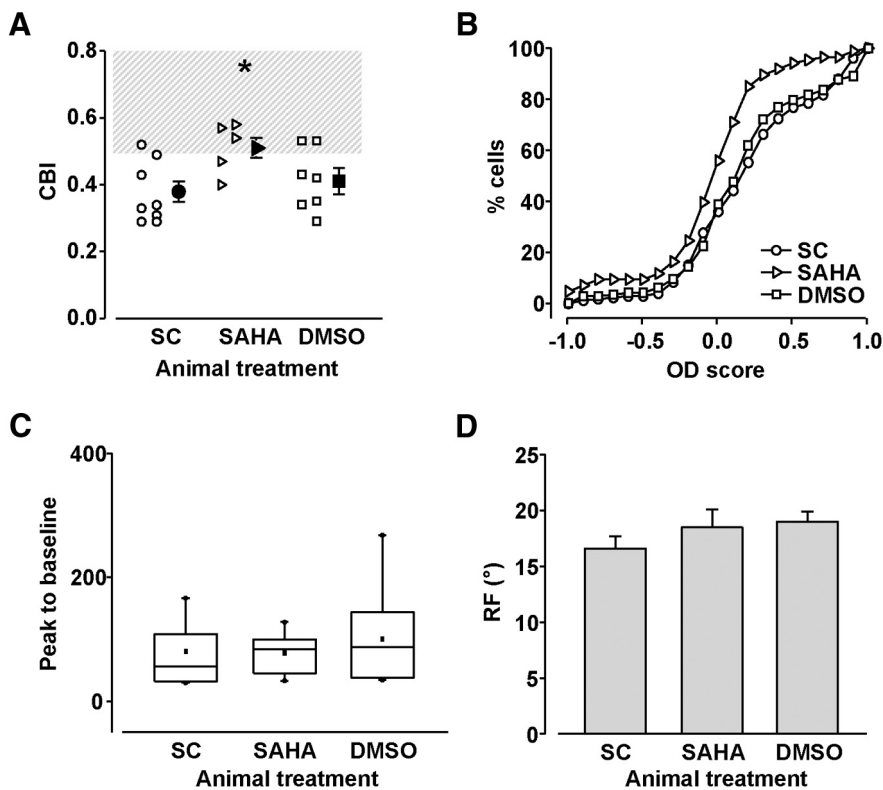 A
0.8
0.6
0.4
0.2
0.0
CBI
*
SC SAHA DMSO
Animal treatment
B
100
80
60
40
20
0
% cells
SC
SAHA
DMSO
-1.0 -0.5 0.0 0.5 1.0
OD score
C
400
200
0
Peak to baseline
SC SAHA DMSO
Animal treatment
D
25
20
15
10
5
0
RF (°)
SC SAHA DMSO
Animal treatment